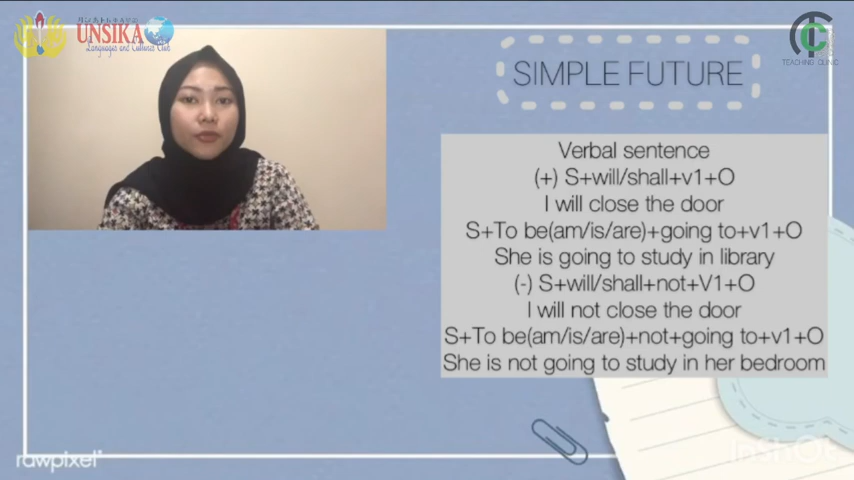 UNSIKA
Languages and Cultures Club
TEACHING CLINIC
SIMPLE FUTURE
Verbal sentence
(+) S+will/shall+v1+O
I will close the door
S+To be(am/is/are)+going to+v1+O
She is going to study in library
(-) S+will/shall+not+V1+O
I will not close the door
S+To be(am/is/are)+not+going to+v1+O
She is not going to study in her bedroom
rawpixel
InShOt